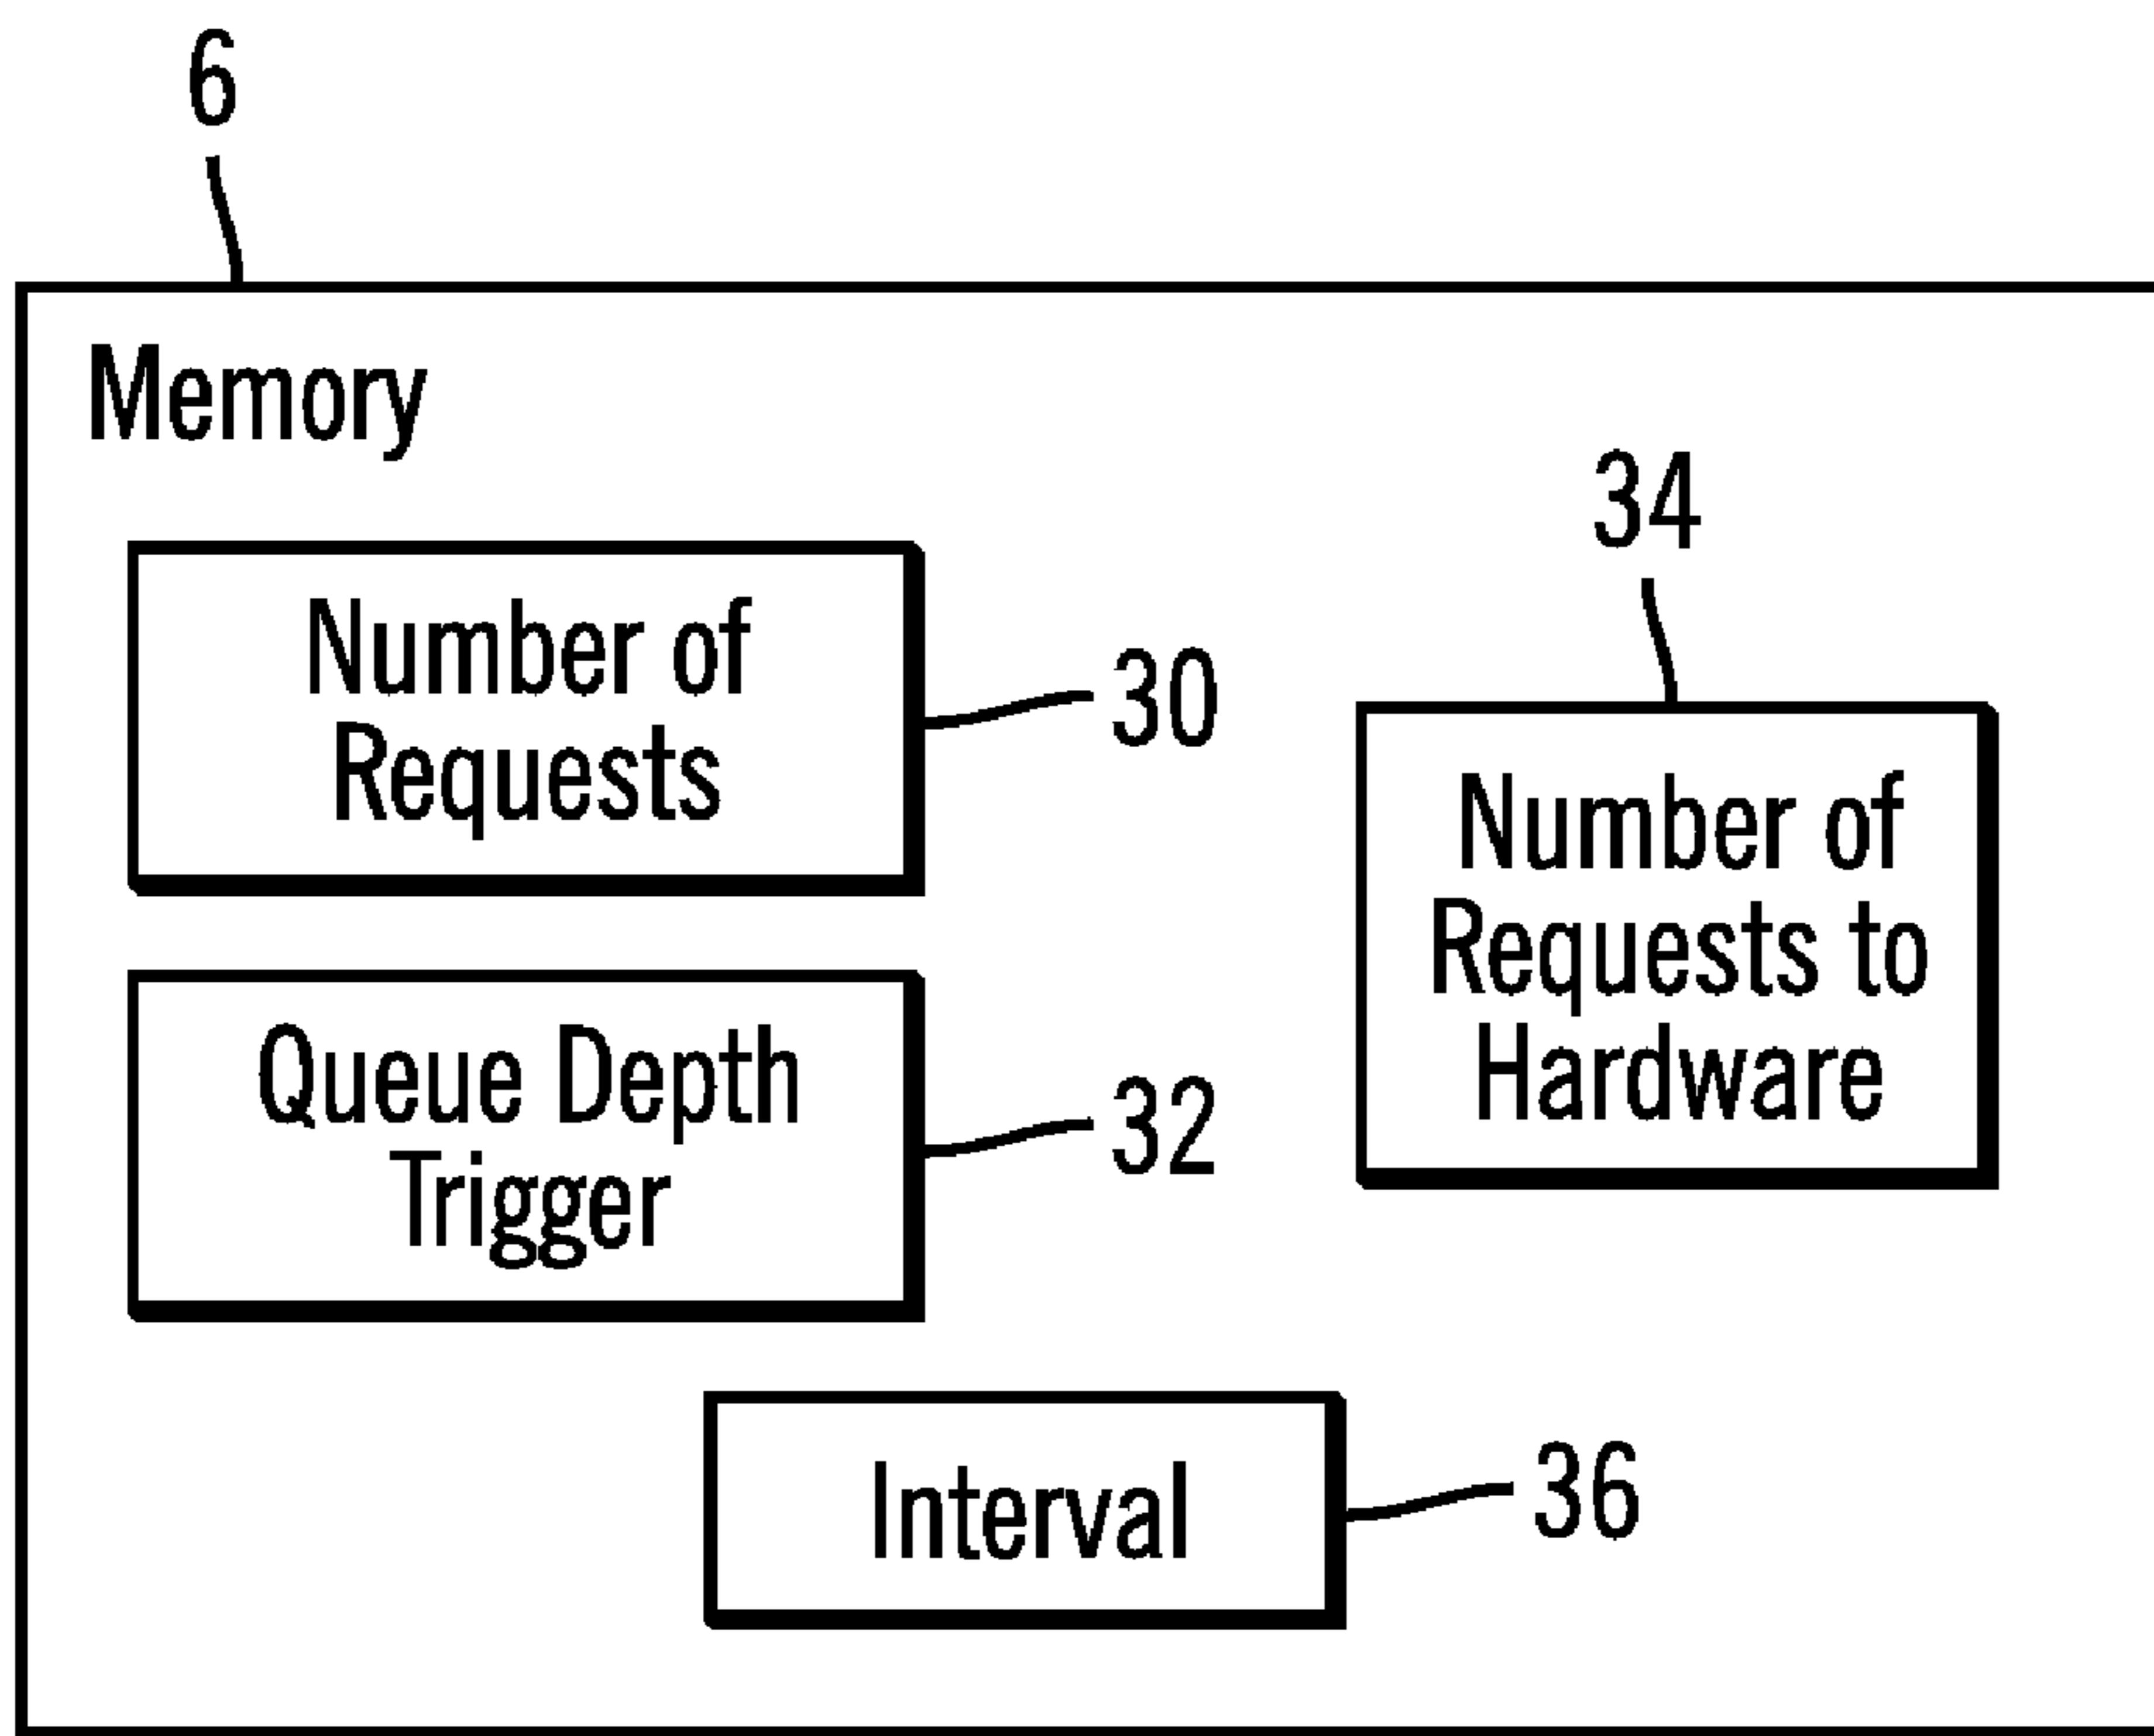 6
Memory
Number of
Requests
30
34
Number of
Requests to
Hardware
Queue Depth
Trigger
32
Interval
36